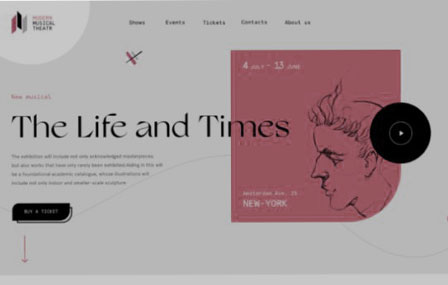 MODERN
MUSICAL
THEATR
Shows
Events
Tickets
Contacts
About us
4 JULY - 13 JUNE
New musical
The Life and Times
The exhibition will include not only acknowledged masterpieces
but also works that have only rarely been exhibited.Aiding in this will
be a foundational academic catalogue, whose illustrations will
include not only indoor and smaller-scale sculpture
Amsterdam Ave, 25
NEW-YORK
BUY A TICKET